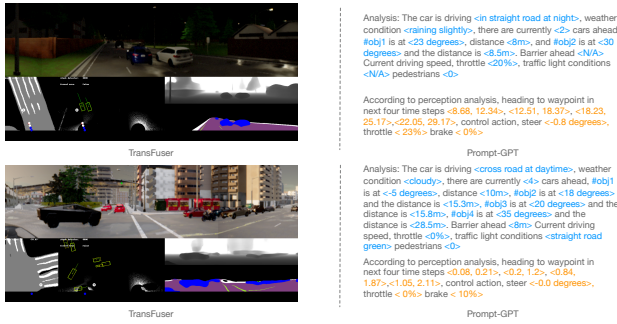 Analysis: The car is driving <in straight road at night>, weather
condition <raining slightly>, there are currently <2> cars ahead,
#obj1 is at <23 degrees>, distance <8m>, and #obj2 is at <30
degrees> and the distance is <8.5m>. Barrier ahead <N/A>
Current driving speed, throttle <20%>, traffic light conditions
<N/A> pedestrians <0>
According to perception analysis, heading to waypoint in
next four time steps <8.68, 12.34>, <12.51, 18.37>, <18.23,
25.17>,<22.05, 29.17>, control action, steer <-0.8 degrees>,
throttle < 23%> brake < 0%>
TransFuser
Prompt-GPT
Analysis: The car is driving <cross road at daytime>, weather
condition <cloudy>, there are currently <4> cars ahead, #obj1
is at <-5 degrees>, distance <10m>, #obj2 is at <18 degrees>
and the distance is <15.3m>, #obj3 is at <20 degrees> and the
distance is <15.8m>, #obj4 is at <35 degrees> and the
distance is <28.5m>. Barrier ahead <8m> Current driving
speed, throttle <0%>, traffic light conditions <straight road
green> pedestrians <0>
According to perception analysis, heading to waypoint in
next four time steps <0.08, 0.21>, <0.2, 1.2>, <0.84,
1.87>,<1.05, 2.11>, control action, steer <-0.0 degrees>,
throttle < 0%> brake < 10%>
TransFuser
Prompt-GPT